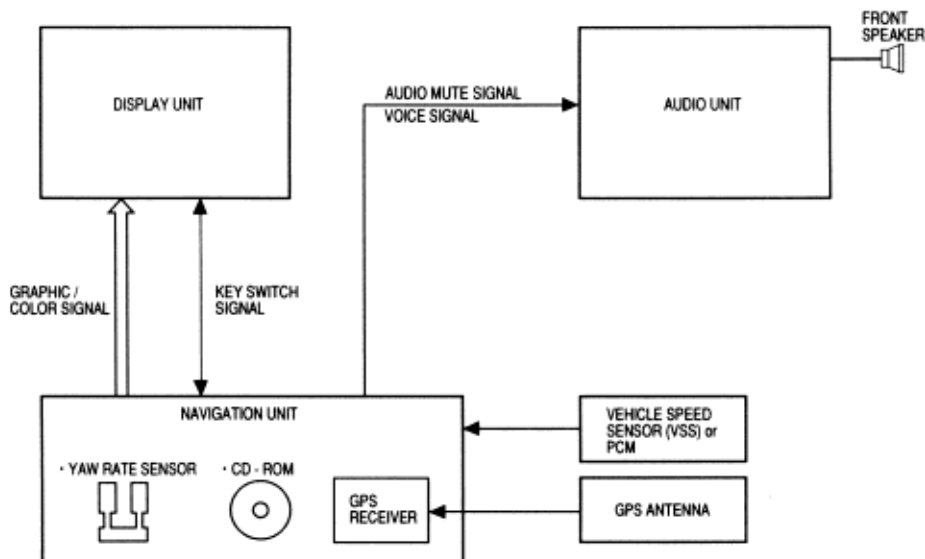 FRONT
SPEAKER
DISPLAY UNIT
AUDIO MUTE SIGNAL
VOICE SIGNAL
AUDIO UNIT
GRAPHIC /
COLOR SIGNAL
KEY SWITCH
SIGNAL
NAVIGATION UNIT
VEHICLE SPEED
SENSOR (VSS) or
PCM
· YAW RATE SENSOR
· CD - ROM
GPS
RECEIVER
GPS ANTENNA